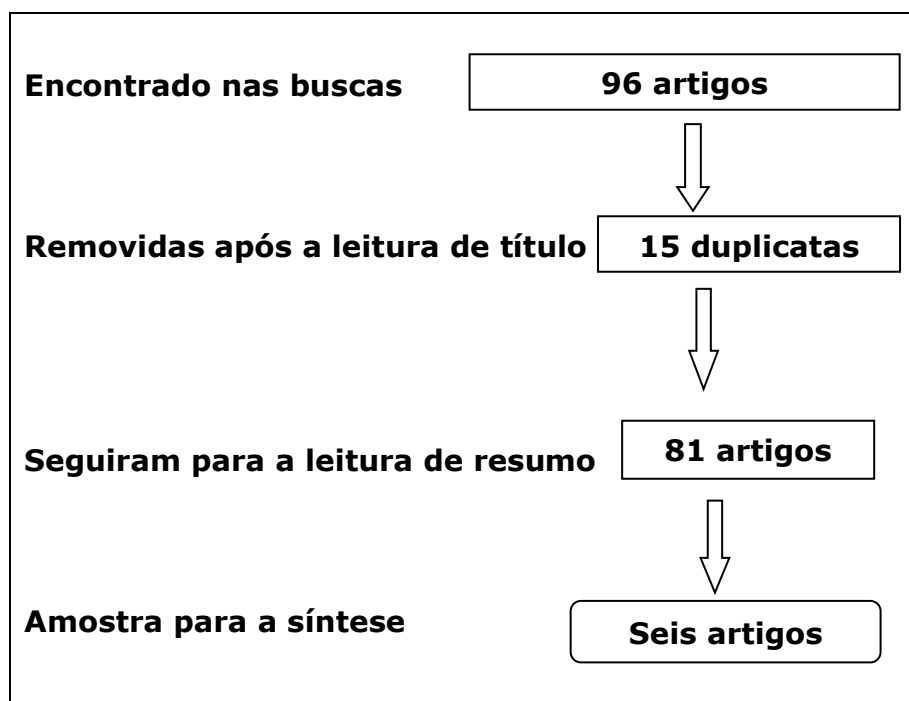 Encontrado nas buscas
96 artigos
Removidas após a leitura de título
15 duplicatas
Seguiram para a leitura de resumo
81 artigos
Amostra para a síntese
Seis artigos